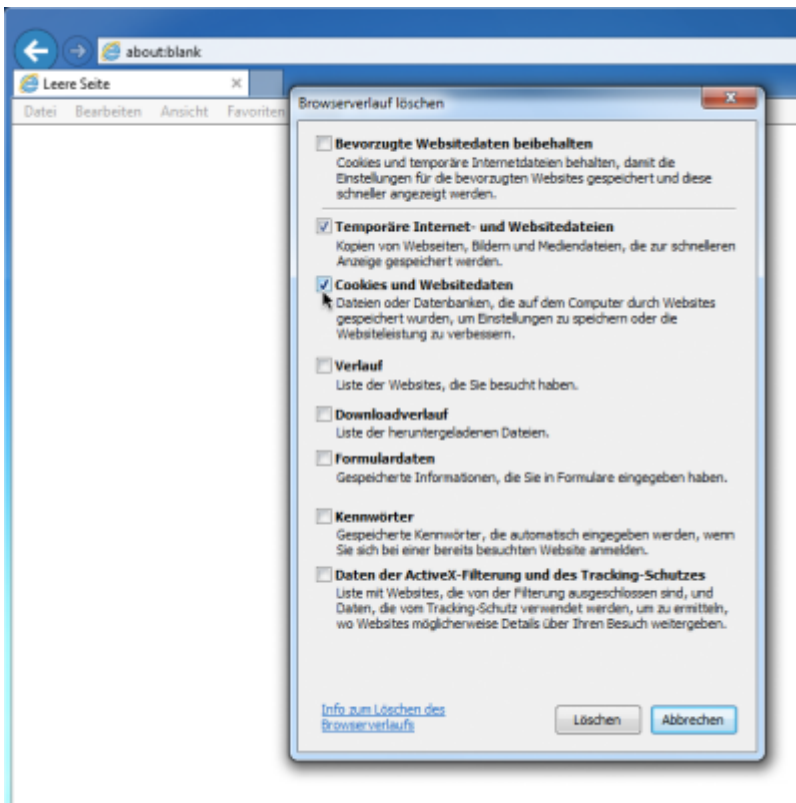 about:blank
Leere Seite
Datei Bearbeiten Ansicht Favoriten
Browserverlauf löschen
Bevorzugte Websitedaten beibehalten
Cookies und temporäre Internetdateien behalten, damit die
Einstellungen für die bevorzugten Websites gespeichert und diese
schneller angezeigt werden.
Temporäre Internet- und Websitedateien
Kopien von Webseiten, Bildern und Mediendateien, die zur schnelleren
Anzeige gespeichert werden.
Cookies und Websitedaten
Dateien oder Datenbanken, die auf dem Computer durch Websites
gespeichert wurden, um Einstellungen zu speichern oder die
Websiteleistung zu verbessern.
Verlauf
Liste der Websites, die Sie besucht haben.
Downloadverlauf
Liste der heruntergeladenen Dateien.
Formulardaten
Gespeicherte Informationen, die Sie in Formulare eingegeben haben.
Kennwörter
Gespeicherte Kennwörter, die automatisch eingegeben werden, wenn
Sie sich bei einer bereits besuchten Website anmelden.
Daten der ActiveX-Filterung und des Tracking-Schutzes
Liste mit Websites, die von der Filterung ausgeschlossen sind, und
Daten, die vom Tracking-Schutz verwendet werden, um zu ermitteln,
wo Websites möglicherweise Details über Ihren Besuch weitergeben.
Info zum Löschen des
Browserverlaufs
Löschen Abbrechen